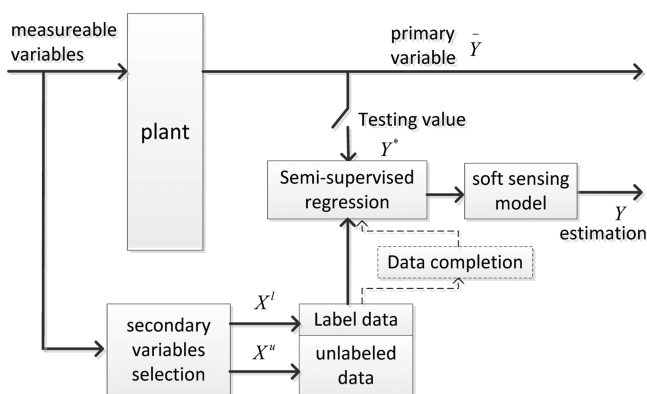 measureable
variables
primary
variable
Ȳ
plant
Testing value
Y*
Semi-supervised
regression
soft sensing
model
Y
estimation
Data completion
secondary
variables
selection
X^l
X^u
Label data
unlabeled
data